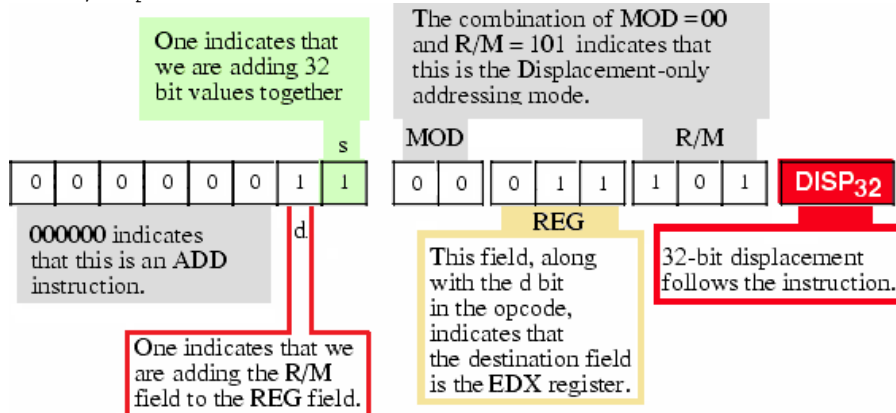 One indicates that
we are adding 32
bit values together
The combination of MOD = 00
and R/M = 101 indicates that
this is the Displacement-only
addressing mode.
s
MOD
R/M
0 0 0 0 0 0 1 1
0 0 0 1 1 1 0 1
DISP32
d
REG
000000 indicates
that this is an ADD
instruction.
One indicates that we
are adding the R/M
field to the REG field.
This field, along
with the d bit
in the opcode,
indicates that
the destination field
is the EDX register.
32-bit displacement
follows the instruction.